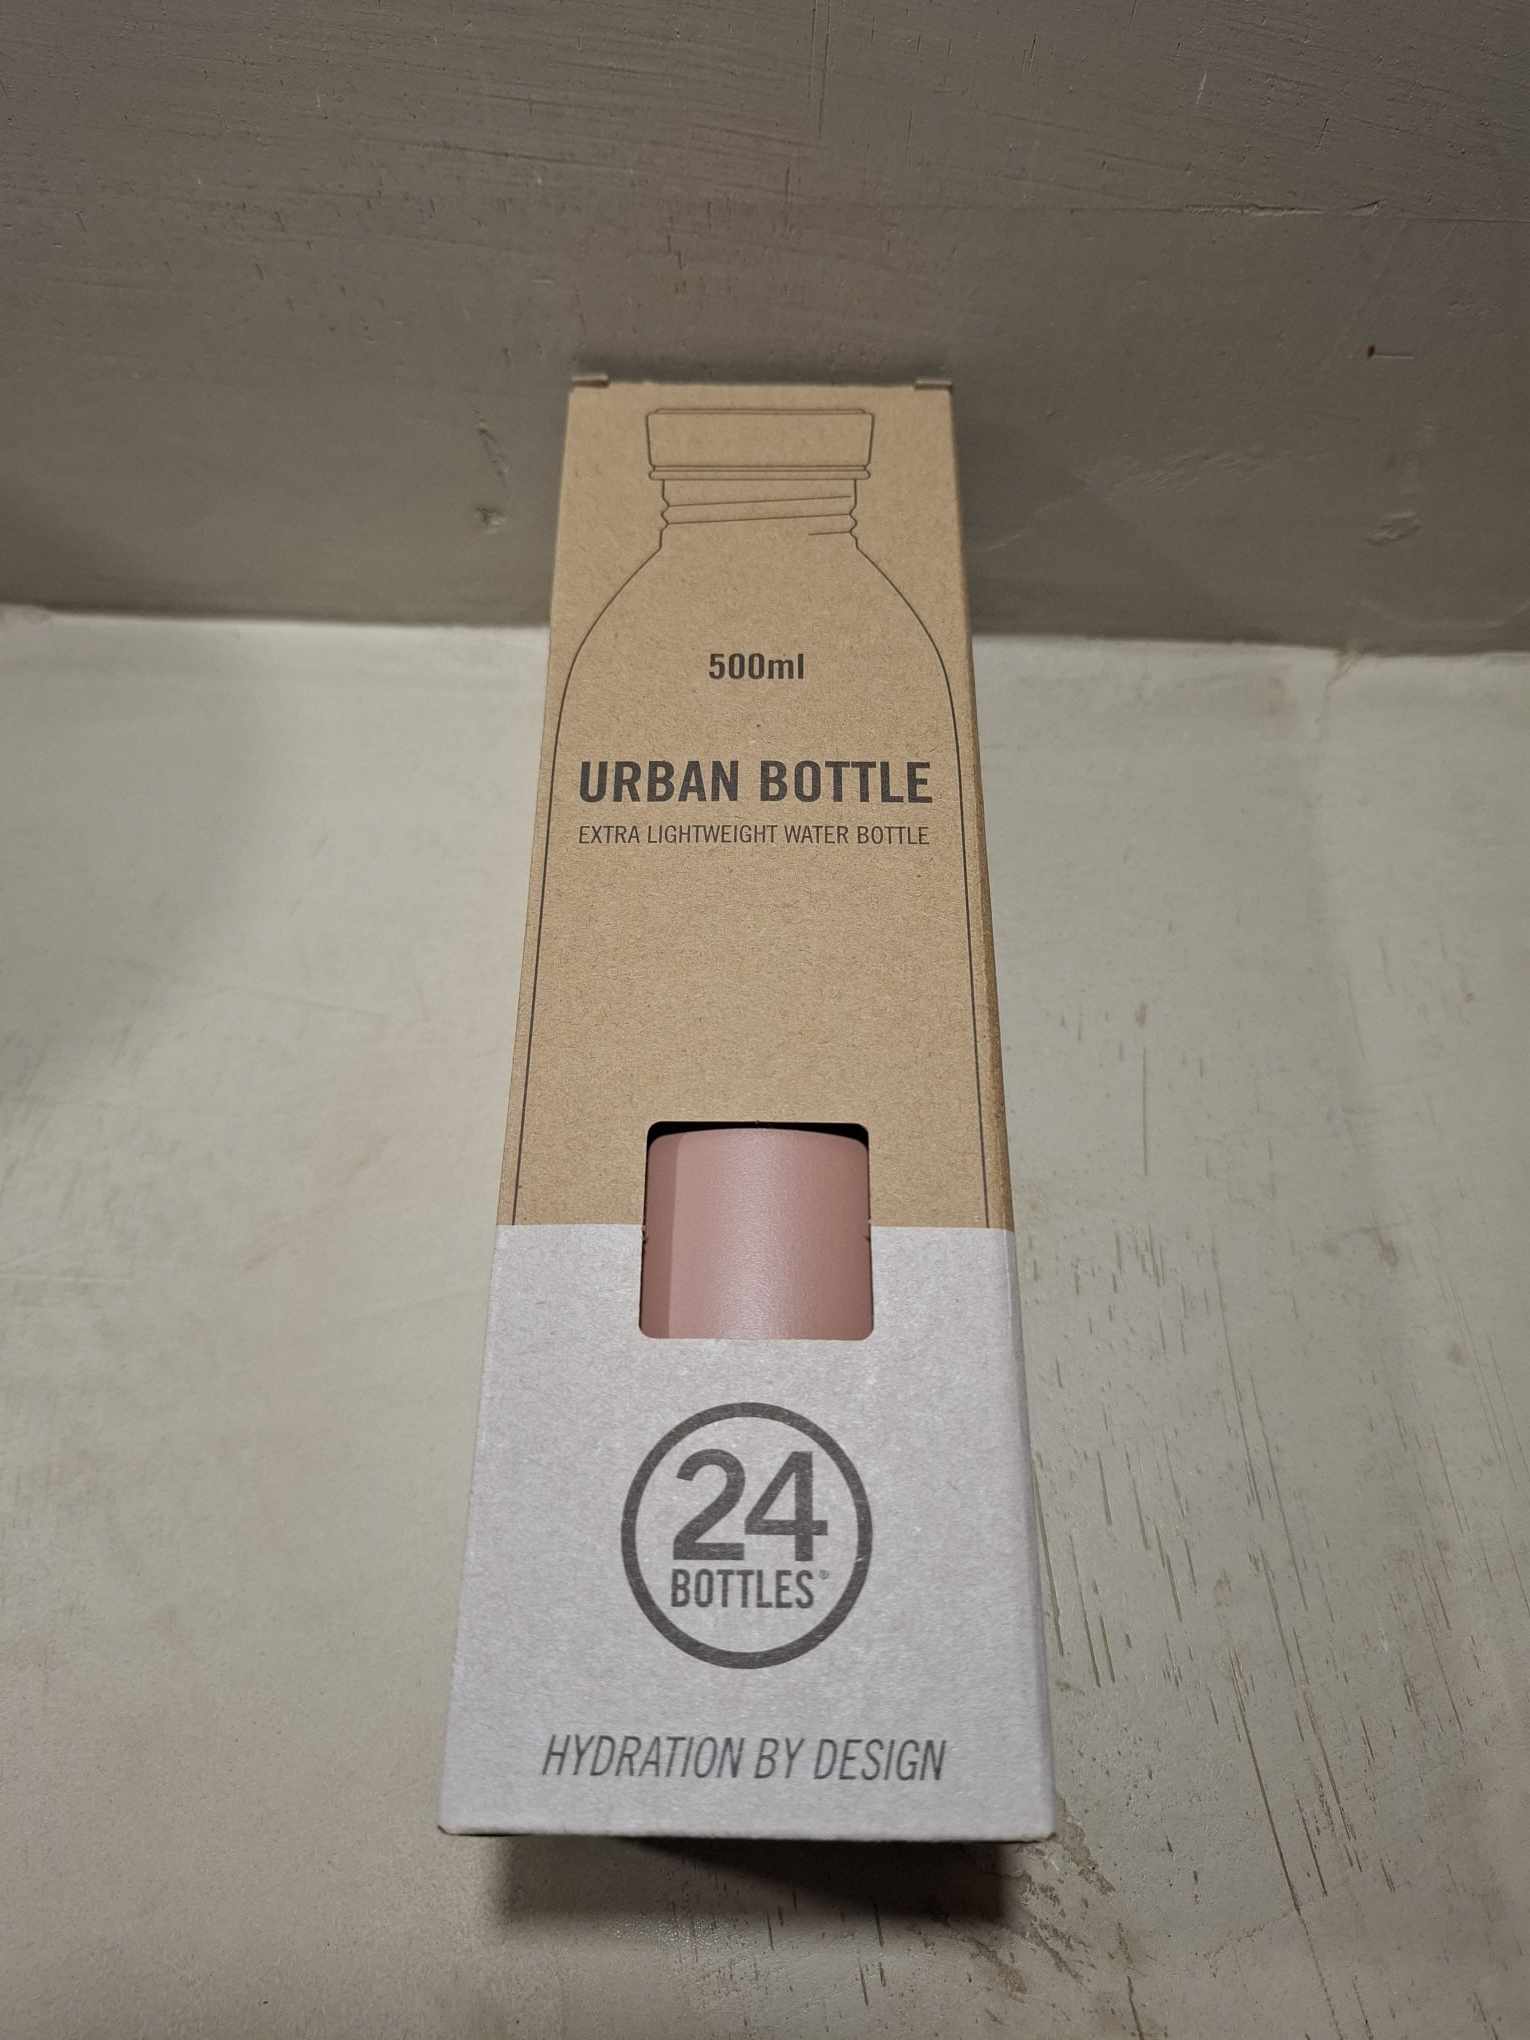 500ml
URBAN BOTTLE
EXTRA LIGHTWEIGHT WATER BOTTLE
24
BOTTLES®
HYDRATION BY DESIGN